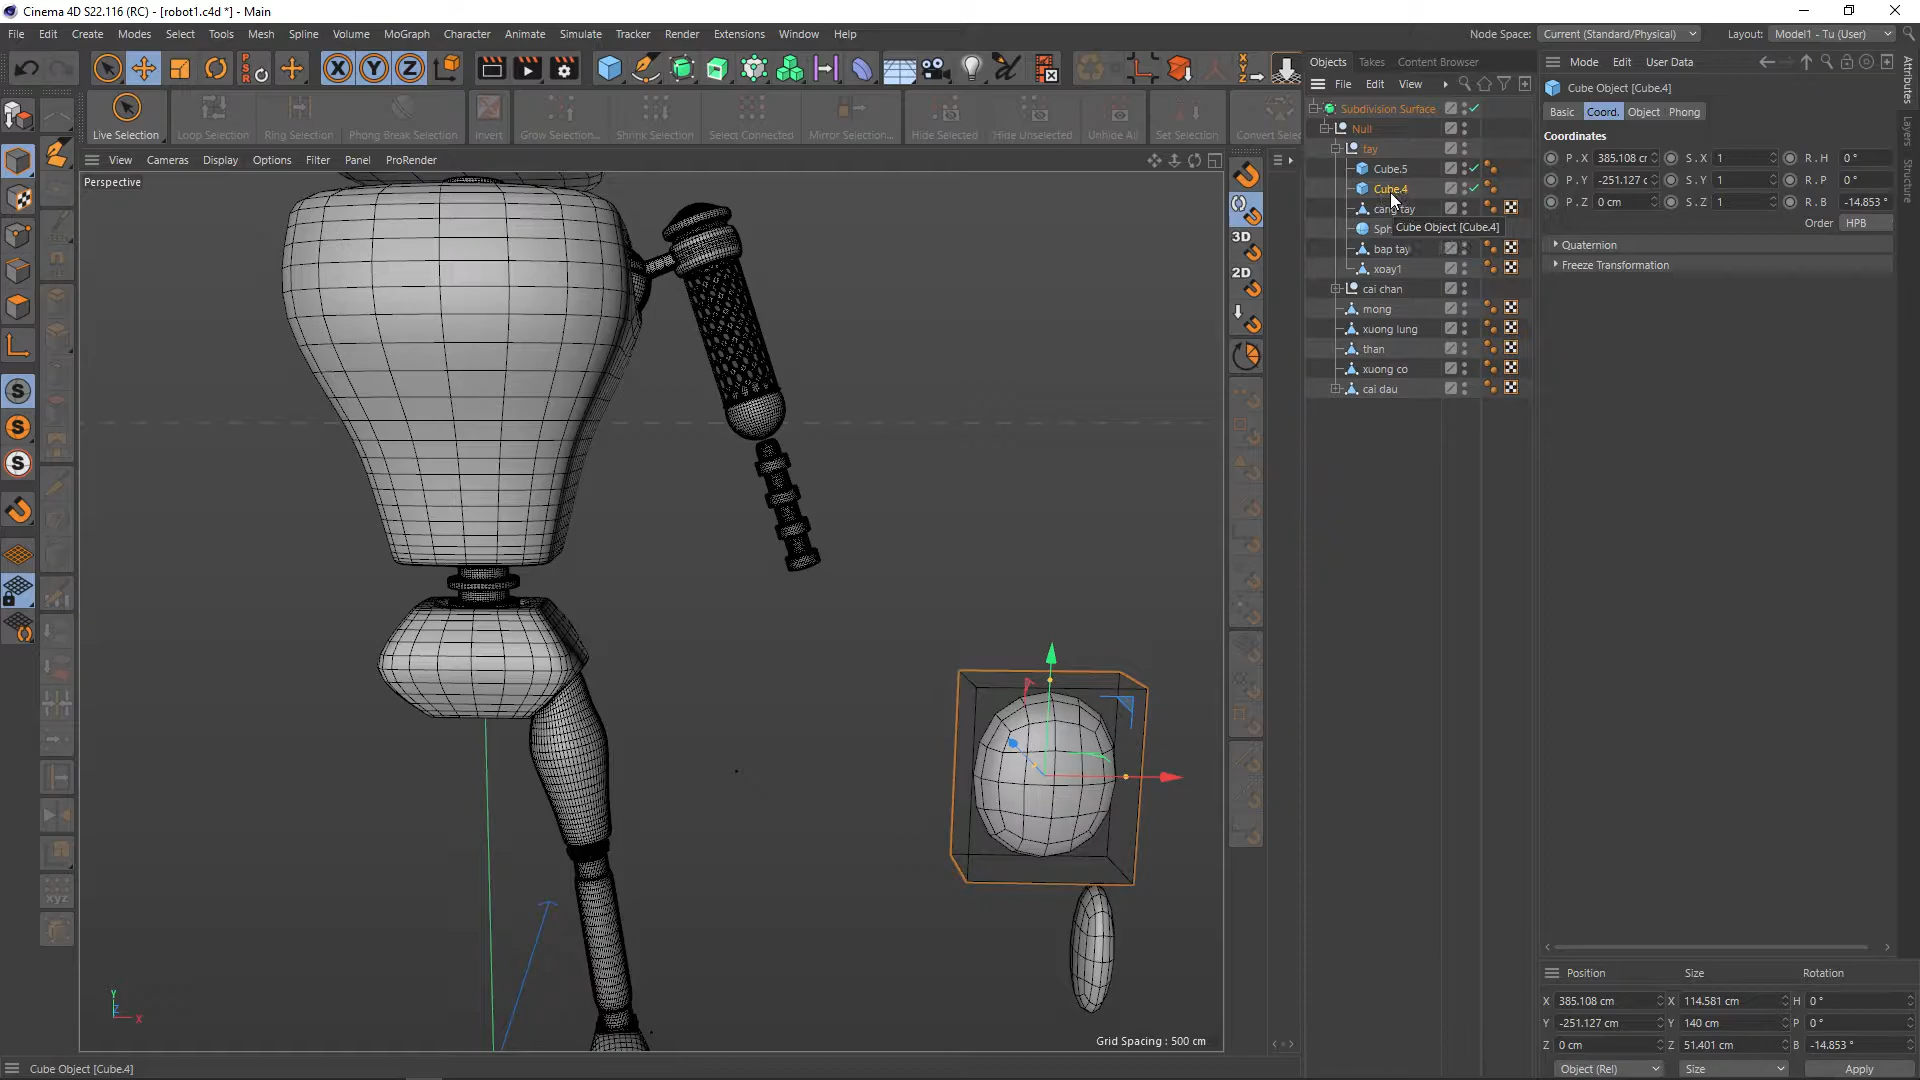 Cinema 4D S22.116 (RC) - [robot1.c4d *] - Main
File Edit Create Modes Select Tools Mesh Spline Volume MoGraph Character Animate Simulate Tracker Render Extensions Window Help Node Space: Current (Standard/Physical) Layout: Model1 - Tu (User)
PSR X Y Z
Live Selection Loop Selection Ring Selection Phong Break Selection Invert Grow Selection... Shrink Selection Select Connected Mirror Selection... Hide Selected Hide Unselected Unhide All Set Selection Convert Selec
View Cameras Display Options Filter Panel ProRender
Perspective
3D
2D
S
S
S
xyz
Y
Z
X
Grid Spacing : 500 cm
Objects Takes Content Browser
File Edit View
Subdivision Surface
Null
tay
Cube.5
Cube.4
cang tay
Sph
Cube Object [Cube.4]
bap tay
xoay1
cai chan
mong
xuong lung
than
xuong co
cai dau
Mode Edit User Data
Cube Object [Cube.4]
Basic Coord. Object Phong
Coordinates
P . X 385.108 cr S . X 1 R . H 0 °
P . Y -251.127 c S . Y 1 R . P 0 °
P . Z 0 cm S . Z 1 R . B -14.853 °
Order HPB
Quaternion
Freeze Transformation
Attributes
Layers
Structure
Position Size Rotation
X 385.108 cm X 114.581 cm H 0 °
Y -251.127 cm Y 140 cm P 0 °
Z 0 cm Z 51.401 cm B -14.853 °
Object (Rel) Size Apply
Cube Object [Cube.4]